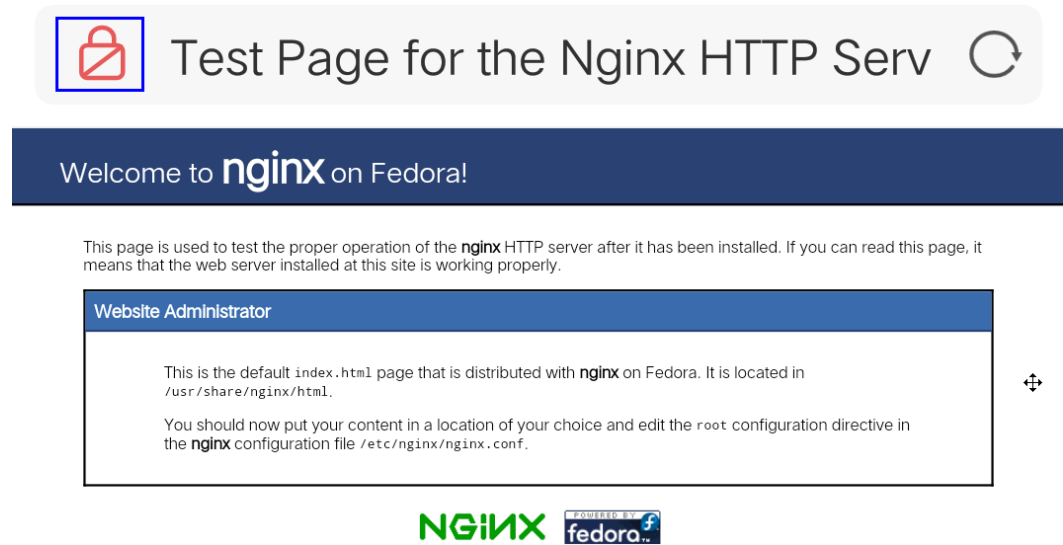 Test Page for the Nginx HTTP Serv
Welcome to nginx on Fedora!
This page is used to test the proper operation of the nginx HTTP server after it has been installed. If you can read this page, it
means that the web server installed at this site is working properly.
Website Administrator
This is the default index.html page that is distributed with nginx on Fedora. It is located in
/usr/share/nginx/html.
You should now put your content in a location of your choice and edit the root configuration directive in
the nginx configuration file /etc/nginx/nginx.conf.
NGiNX
POWERED BY
fedora™